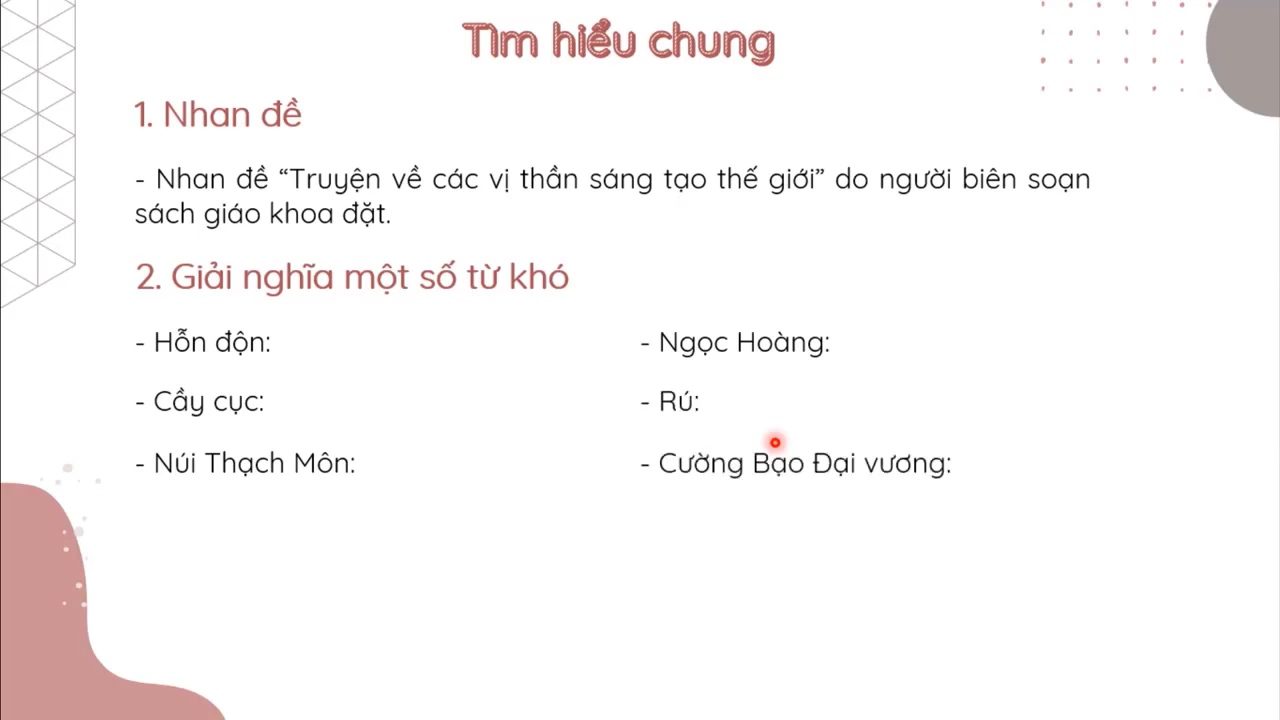 Tìm hiểu chung
1. Nhan đề
- Nhan đề “Truyện về các vị thần sáng tạo thế giới” do người biên soạn
sách giáo khoa đặt.
2. Giải nghĩa một số từ khó
- Hỗn độn:
- Cầy cục:
- Núi Thạch Môn:
- Ngọc Hoàng:
- Rú:
- Cường Bạo Đại vương: